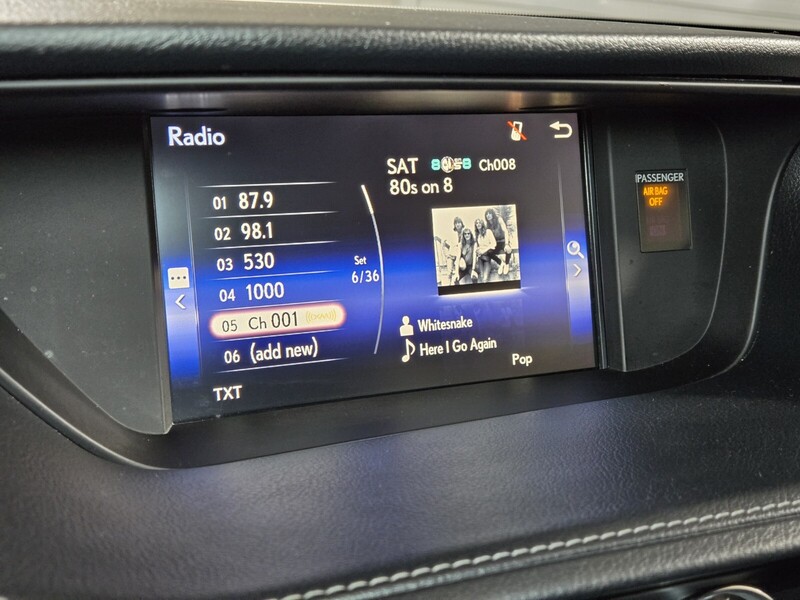 Radio
SAT Ch008
80s on 8
01 87.9
02 98.1
03 530
04 1000
05 Ch 001
06 (add new)
Set
6/36
Whitesnake
Here I Go Again
Pop
TXT
PASSENGER
AIR BAG
OFF